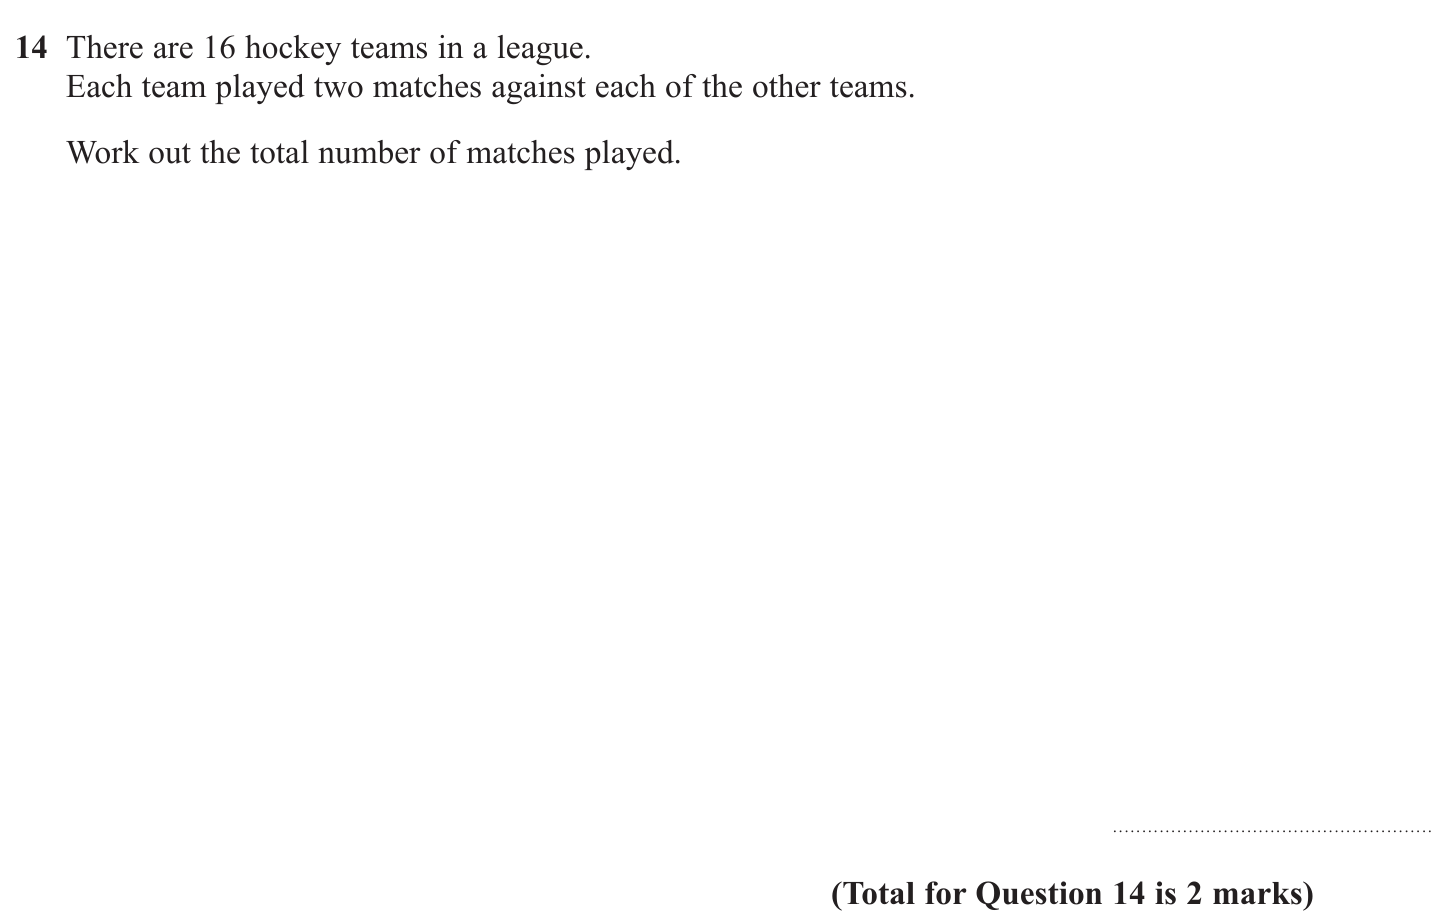 14 There are 16 hockey teams in a league.
Each team played two matches against each of the other teams.
Work out the total number of matches played.
(Total for Question 14 is 2 marks)